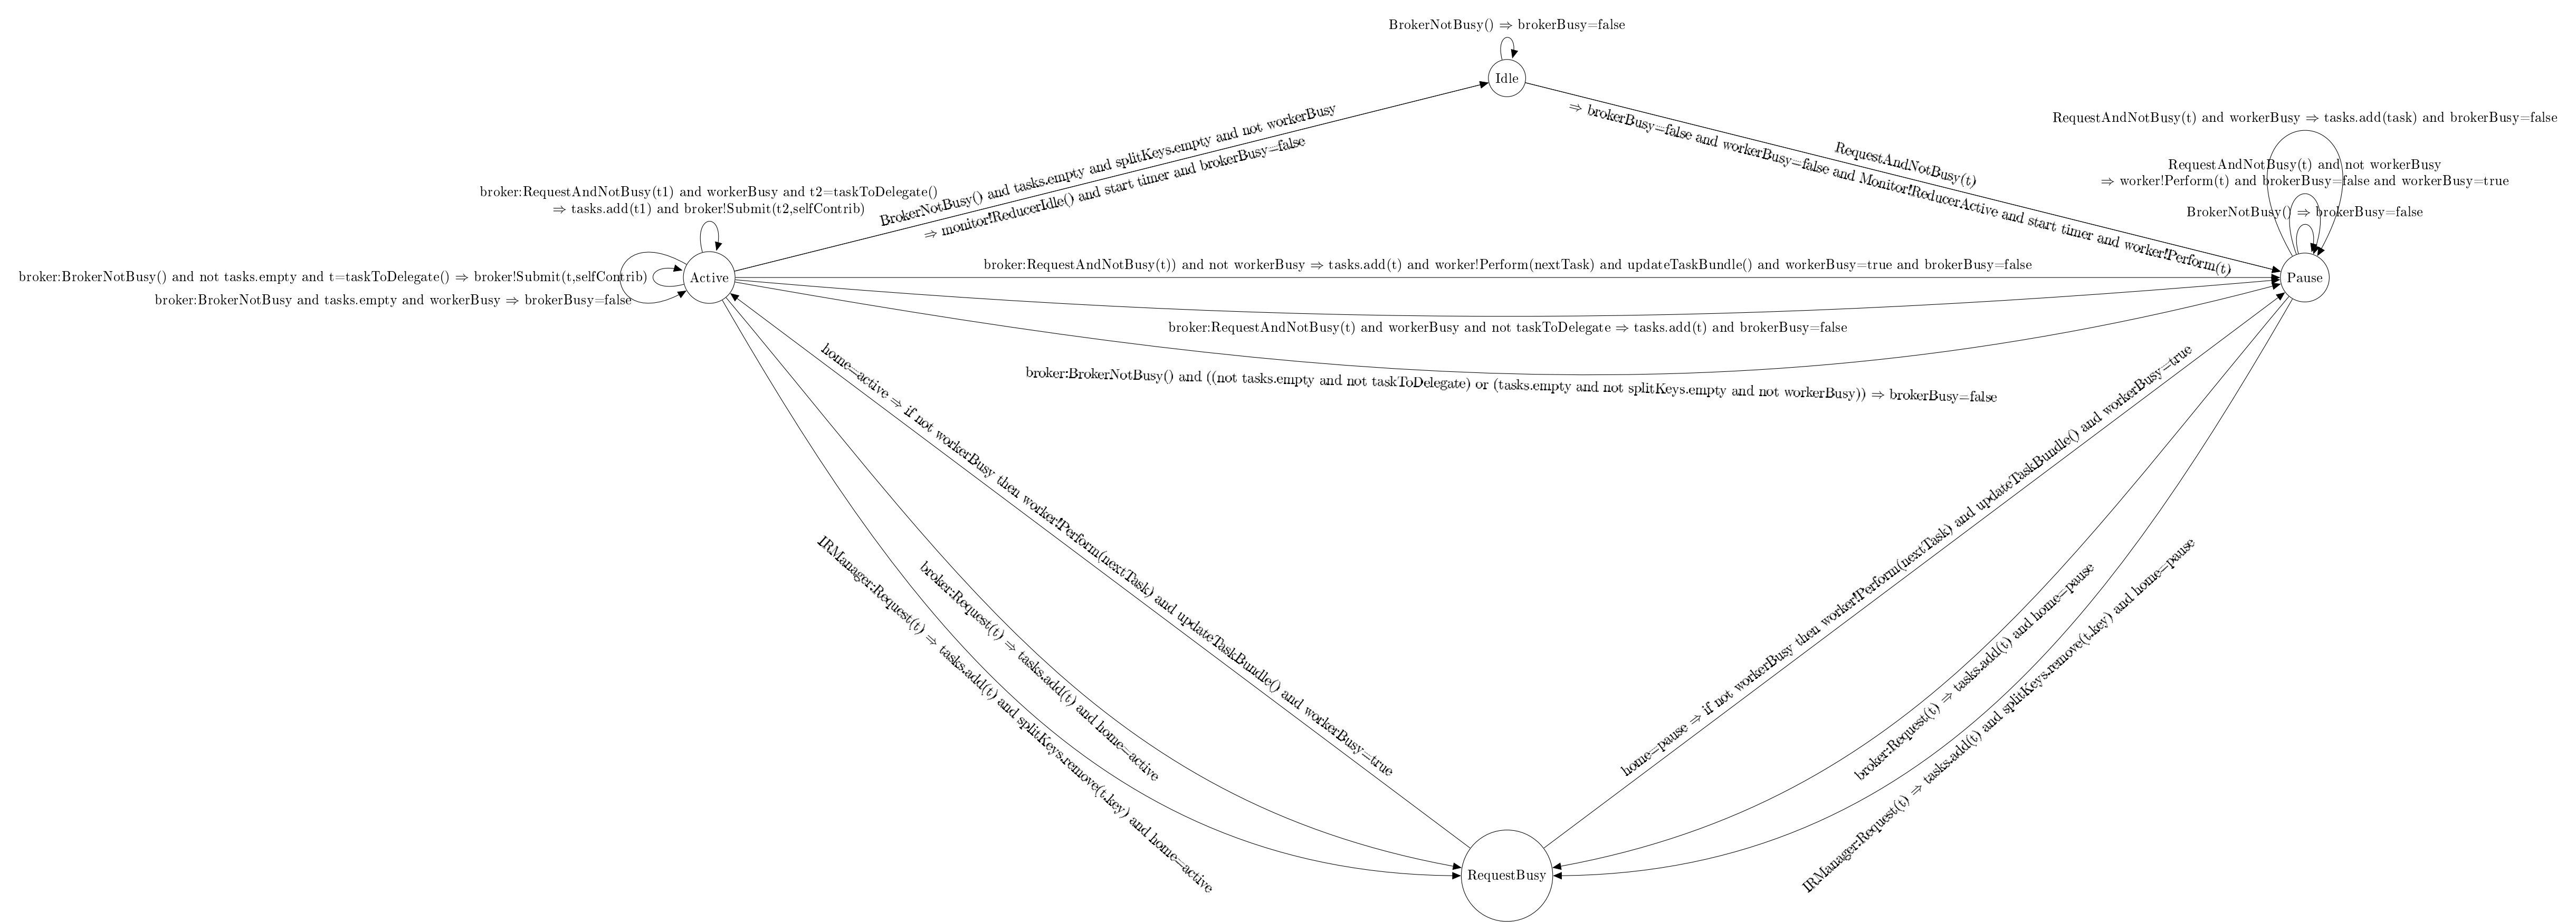 BrokerNotBusy() ⇒ brokerBusy=false
Idle
RequestAndNotBusy(t) and workerBusy ⇒ tasks.add(task) and brokerBusy=false
RequestAndNotBusy(t) and not workerBusy
⇒ worker!Perform(t) and brokerBusy=false and workerBusy=true
BrokerNotBusy() ⇒ brokerBusy=false
RequestAndNotBusy(t)
⇒ brokerBusy=false and workerBusy=false and Monitor!ReducerActive and start timer and worker!Perform(t)
BrokerNotBusy() and tasks.empty and splitKeys.empty and not workerBusy
⇒ monitor!ReducerIdle() and start timer and brokerBusy=false
broker:RequestAndNotBusy(t1) and workerBusy and t2=taskToDelegate()
⇒ tasks.add(t1) and broker!Submit(t2,selfContrib)
broker:BrokerNotBusy() and not tasks.empty and t=taskToDelegate() ⇒ broker!Submit(t,selfContrib)
Active
broker:BrokerNotBusy and tasks.empty and workerBusy ⇒ brokerBusy=false
broker:RequestAndNotBusy(t)) and not workerBusy ⇒ tasks.add(t) and worker!Perform(nextTask) and updateTaskBundle() and workerBusy=true and brokerBusy=false
Pause
broker:RequestAndNotBusy(t) and workerBusy and not taskToDelegate ⇒ tasks.add(t) and brokerBusy=false
broker:BrokerNotBusy() and ((not tasks.empty and not taskToDelegate) or (tasks.empty and not splitKeys.empty and not workerBusy)) ⇒ brokerBusy=false
home=active ⇒ if not workerBusy then worker!Perform(nextTask) and updateTaskBundle() and workerBusy=true
broker:Request(t) ⇒ tasks.add(t) and home=active
IRManager:Request(t) ⇒ tasks.add(t) and splitKeys.remove(t.key) and home=active
home=pause ⇒ if not workerBusy then worker!Perform(nextTask) and updateTaskBundle() and workerBusy=true
broker:Request(t) ⇒ tasks.add(t) and home=pause
IRManager:Request(t) ⇒ tasks.add(t) and splitKeys.remove(t.key) and home=pause
RequestBusy